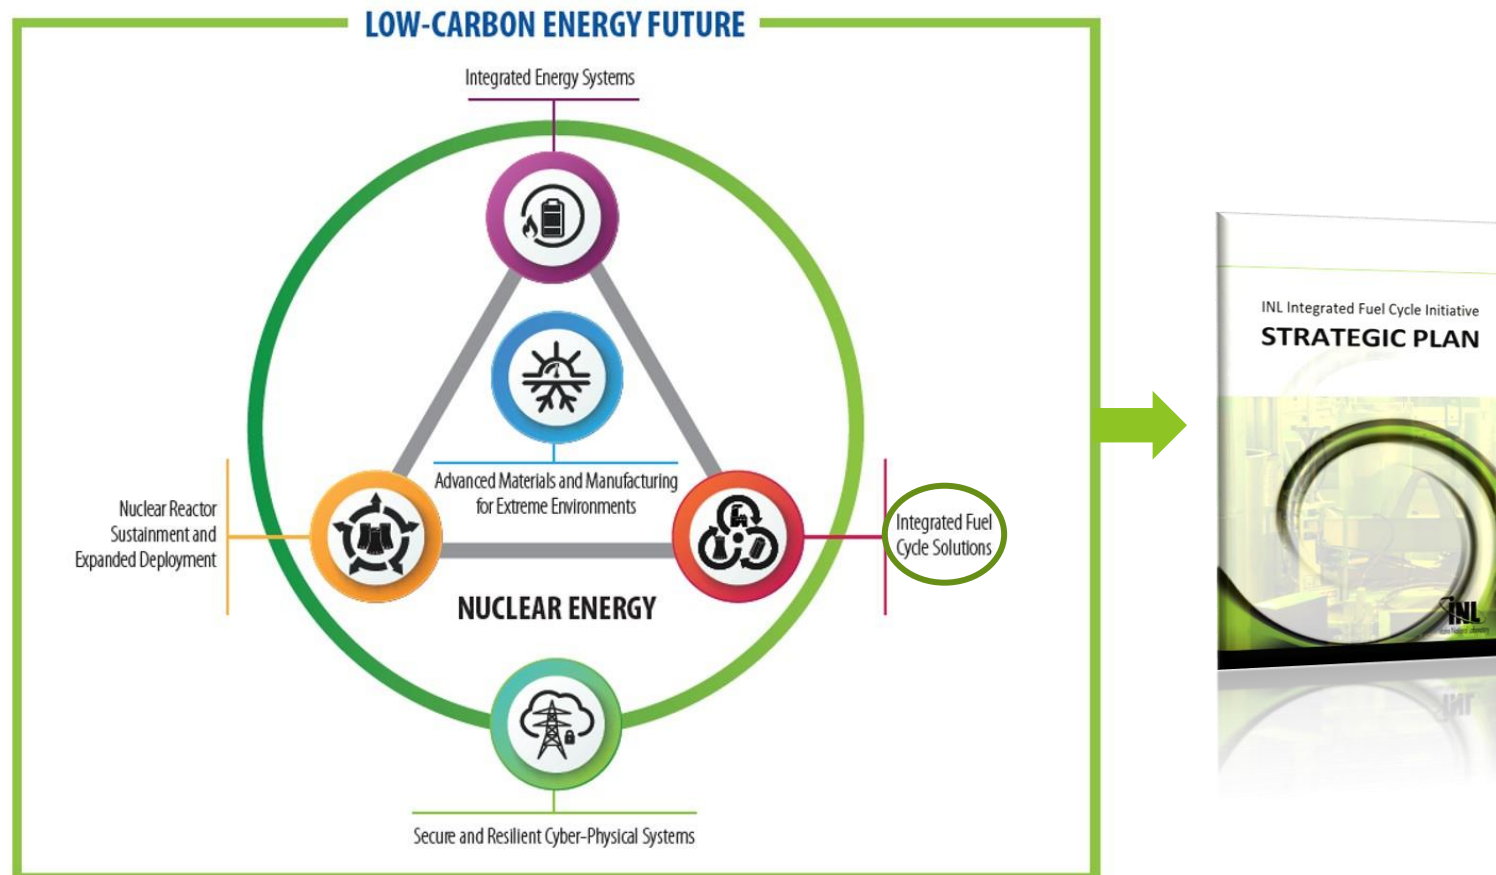 LOW-CARBON ENERGY FUTURE
Integrated Energy Systems
Advanced Materials and Manufacturing
for Extreme Environments
Nuclear Reactor
Sustainment and
Expanded Deployment
Integrated Fuel
Cycle Solutions
NUCLEAR ENERGY
Secure and Resilient Cyber-Physical Systems
INL Integrated Fuel Cycle Initiative
STRATEGIC PLAN
INL